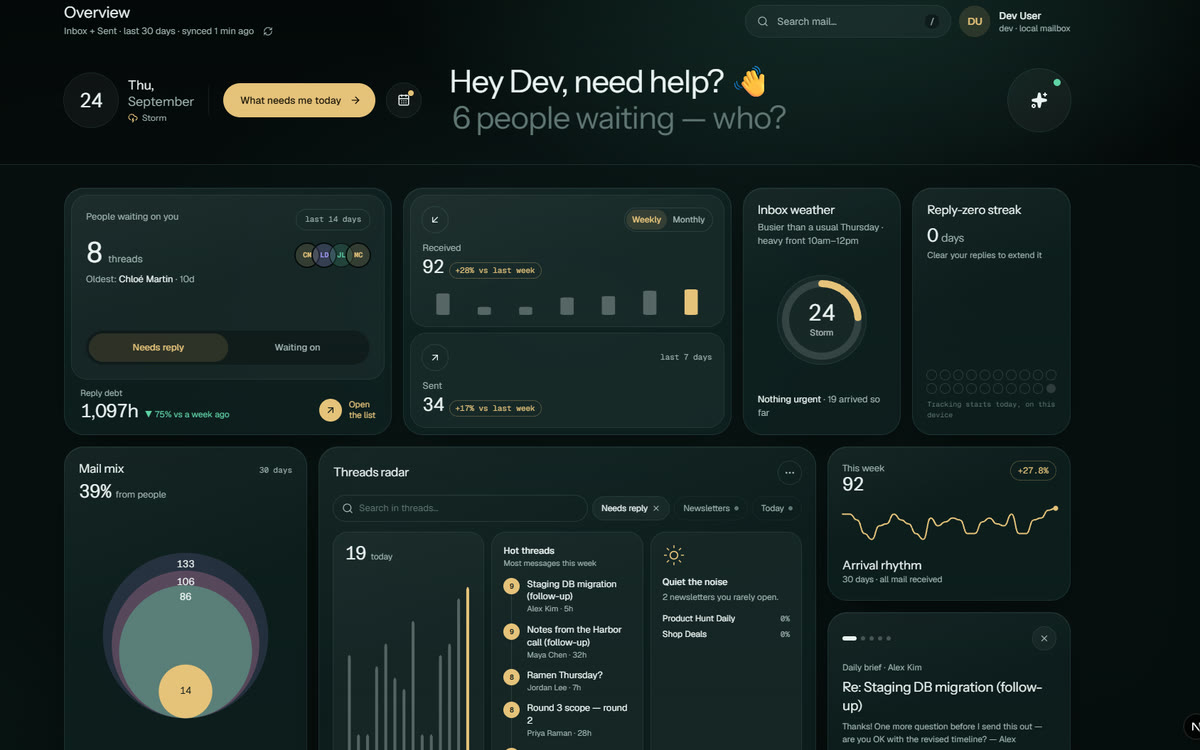 Overview
Inbox + Sent · last 30 days · synced 1 min ago
Search mail...
/
DU
Dev User
dev · local mailbox
24
Thu,
September
Storm
What needs me today
Hey Dev, need help? 👋
6 people waiting — who?
People waiting on you
last 14 days
8 threads
CM
LD
JL
MC
Oldest: Chloé Martin · 10d
Needs reply
Waiting on
Reply debt
1,097h ▼ 75% vs a week ago
Open
the list
Weekly
Monthly
Received
92 +28% vs last week
last 7 days
Sent
34 +17% vs last week
Inbox weather
Busier than a usual Thursday ·
heavy front 10am–12pm
24
Storm
Nothing urgent · 19 arrived so
far
Reply-zero streak
0 days
Clear your replies to extend it
Tracking starts today, on this
device
Mail mix
30 days
39% from people
133
106
86
14
Threads radar
Search in threads...
Needs reply ×
Newsletters
Today
19 today
Hot threads
Most messages this week
9
Staging DB migration
(follow-up)
Alex Kim · 5h
9
Notes from the Harbor
call (follow-up)
Maya Chen · 32h
8
Ramen Thursday?
Jordan Lee · 7h
8
Round 3 scope — round
2
Priya Raman · 28h
Quiet the noise
2 newsletters you rarely open.
Product Hunt Daily 0%
Shop Deals 0%
This week
+27.8%
92
Arrival rhythm
30 days · all mail received
Daily brief · Alex Kim
Re: Staging DB migration (follow-
up)
Thanks! One more question before I send this out —
are you OK with the revised timeline? — Alex
N